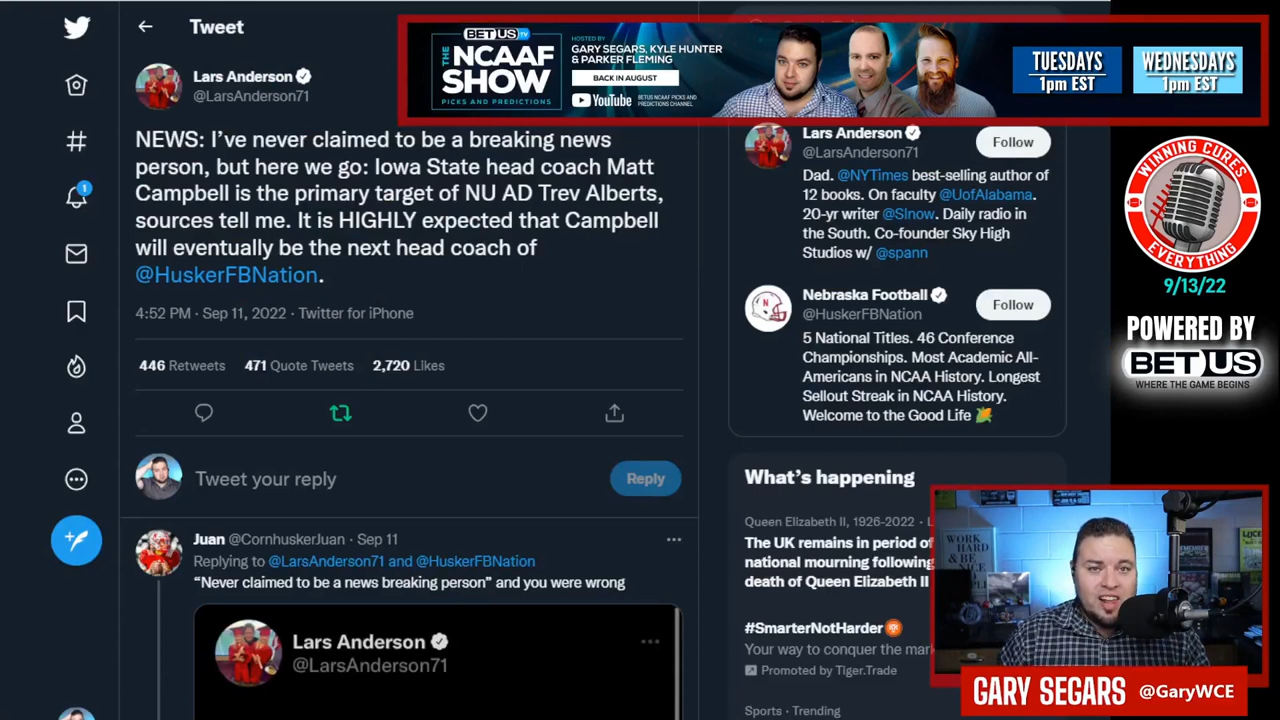 Tweet
Lars Anderson
@LarsAnderson71
NEWS: I've never claimed to be a breaking news
person, but here we go: Iowa State head coach Matt
Campbell is the primary target of NU AD Trev Alberts,
sources tell me. It is HIGHLY expected that Campbell
will eventually be the next head coach of
@HuskerFBNation.
4:52 PM · Sep 11, 2022 · Twitter for iPhone
446 Retweets 471 Quote Tweets 2,720 Likes
Tweet your reply
Reply
Juan @CornhuskerJuan · Sep 11
Replying to @LarsAnderson71 and @HuskerFBNation
"Never claimed to be a news breaking person" and you were wrong
Lars Anderson
@LarsAnderson71
1
BETUS TV
THE
NCAAF
SHOW
PICKS AND PREDICTIONS
HOSTED BY
GARY SEGARS, KYLE HUNTER
& PARKER FLEMING
BACK IN AUGUST
YouTube
BETUS NCAAF PICKS AND
PREDICTIONS CHANNEL
TUESDAYS
1pm EST
WEDNESDAYS
1pm EST
Lars Anderson
@LarsAnderson71
Follow
Dad. @NYTimes best-selling author of
12 books. On faculty @UofAlabama.
20-yr writer @SInow. Daily radio in
the South. Co-founder Sky High
Studios w/ @spann
Nebraska Football
@HuskerFBNation
Follow
5 National Titles. 46 Conference
Championships. Most Academic All-
Americans in NCAA History. Longest
Sellout Streak in NCAA History.
Welcome to the Good Life 🌽
What's happening
Queen Elizabeth II, 1926-2022
The UK remains in period of
national mourning following
death of Queen Elizabeth II
#SmarterNotHarder
Your way to conquer the
Promoted by Tiger.Trade
Sports · Trending
WINNING CURES
EVERYTHING
9/13/22
POWERED BY
BETUS
WHERE THE GAME BEGINS
WORK
HARD &
BE NICE
GARY SEGARS @GaryWCE